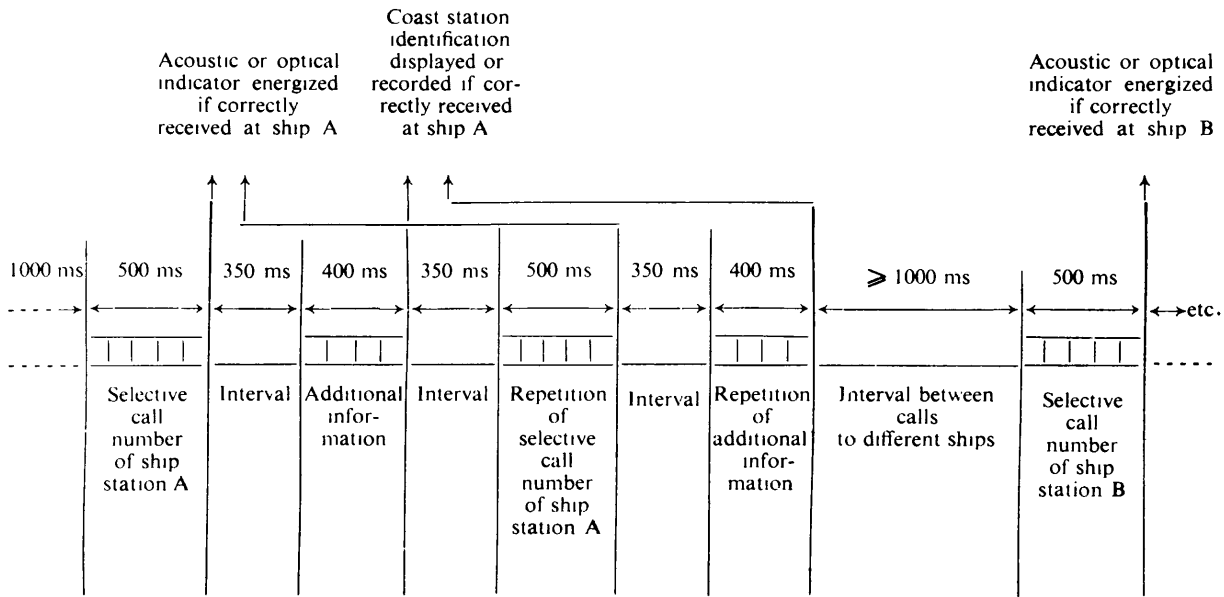 Acoustic or optical
indicator energized
if correctly
received at ship A
Coast station
identification
displayed or
recorded if cor-
rectly received
at ship A
Acoustic or optical
indicator energized
if correctly
received at ship B
1000 ms
500 ms
350 ms
400 ms
350 ms
500 ms
350 ms
400 ms
⩾ 1000 ms
500 ms
etc.
Selective
call
number
of ship
station A
Interval
Additional
infor-
mation
Interval
Repetition
of
selective
call
number
of ship
station A
Interval
Repetition
of
additional
infor-
mation
Interval between
calls
to different ships
Selective
call
number
of ship
station B